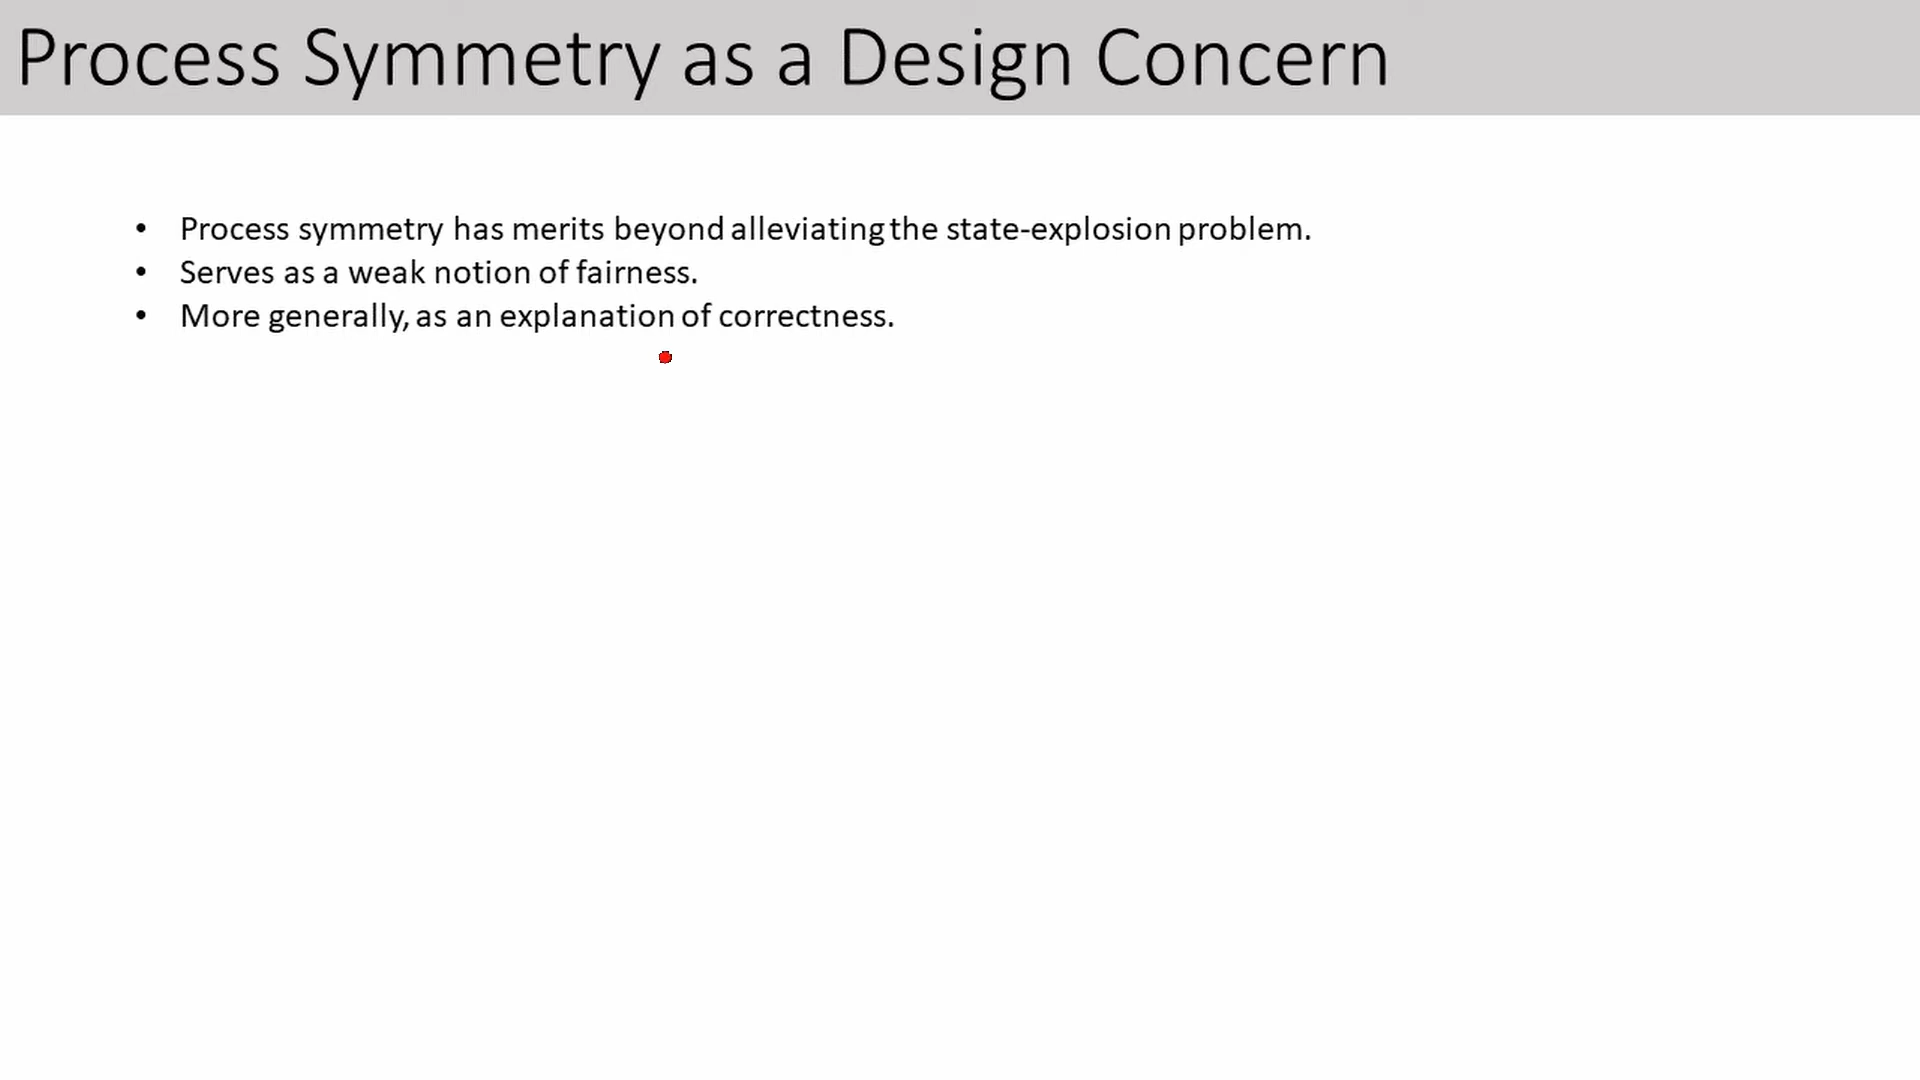 Process Symmetry as a Design Concern
• Process symmetry has merits beyond alleviating the state-explosion problem.
• Serves as a weak notion of fairness.
• More generally, as an explanation of correctness.